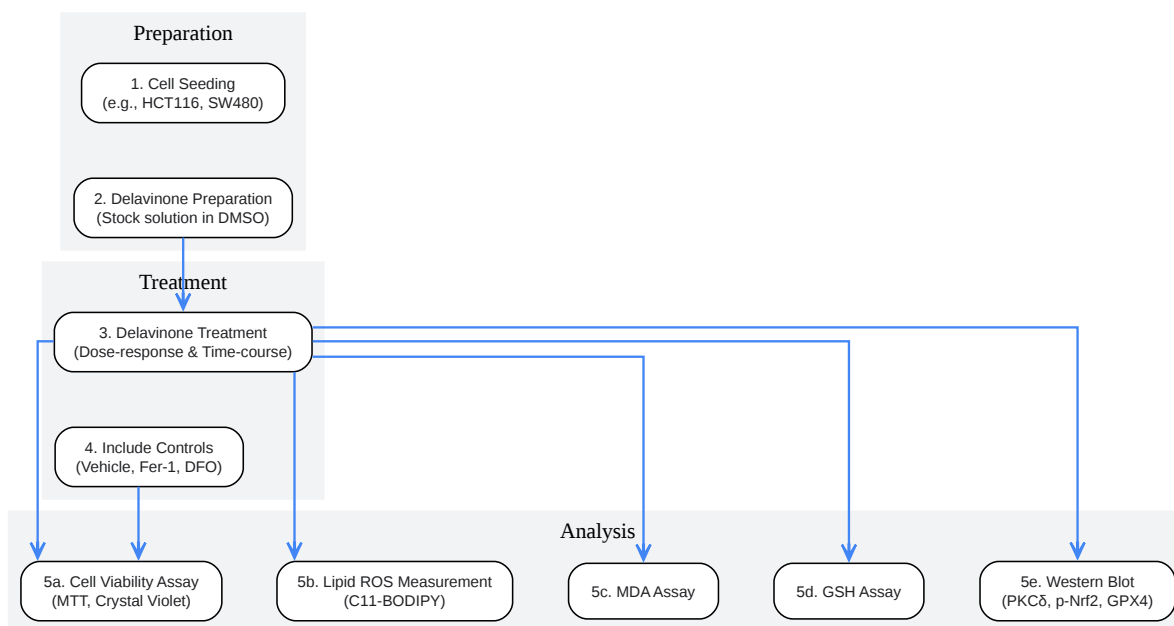 Preparation
1. Cell Seeding
(e.g., HCT116, SW480)
2. Delavinone Preparation
(Stock solution in DMSO)
Treatment
3. Delavinone Treatment
(Dose-response & Time-course)
4. Include Controls
(Vehicle, Fer-1, DFO)
Analysis
5a. Cell Viability Assay
(MTT, Crystal Violet)
5b. Lipid ROS Measurement
(C11-BODIPY)
5c. MDA Assay
5d. GSH Assay
5e. Western Blot
(PKCδ, p-Nrf2, GPX4)